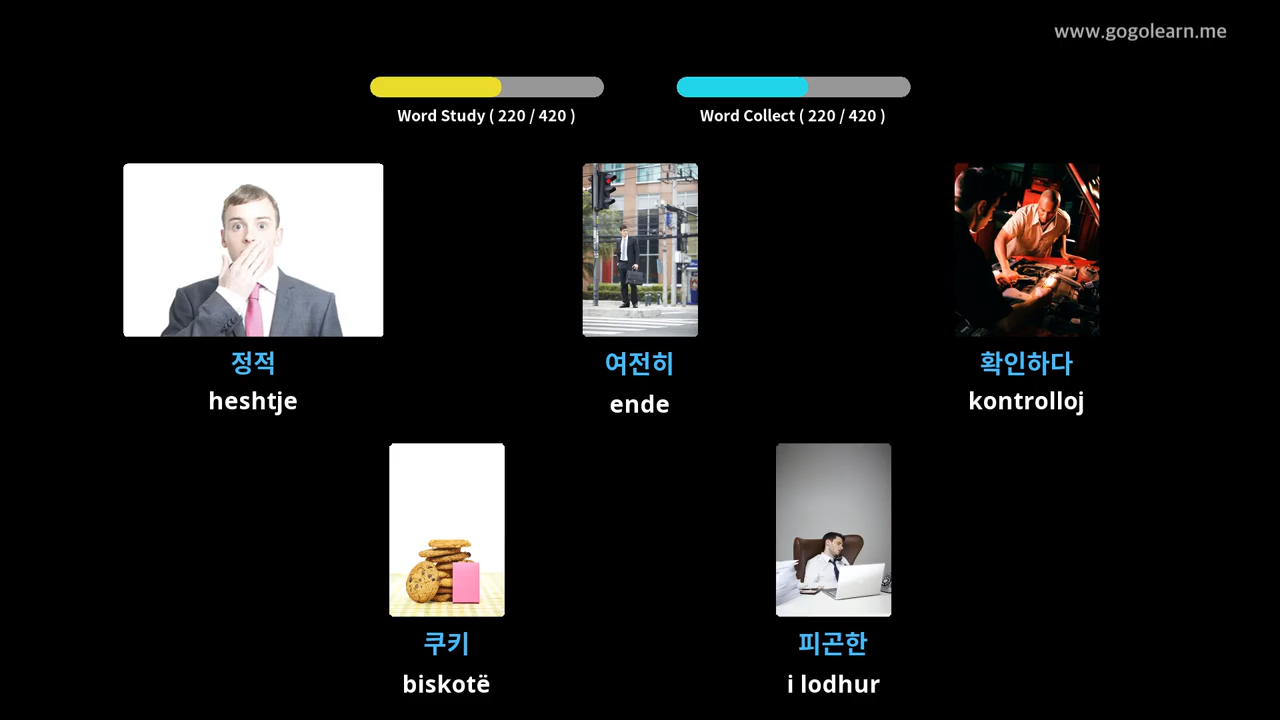 www.gogolearn.me
Word Study ( 220 / 420 )
Word Collect ( 220 / 420 )
정적
heshtje
여전히
ende
확인하다
kontrolloj
쿠키
biskotë
피곤한
i lodhur